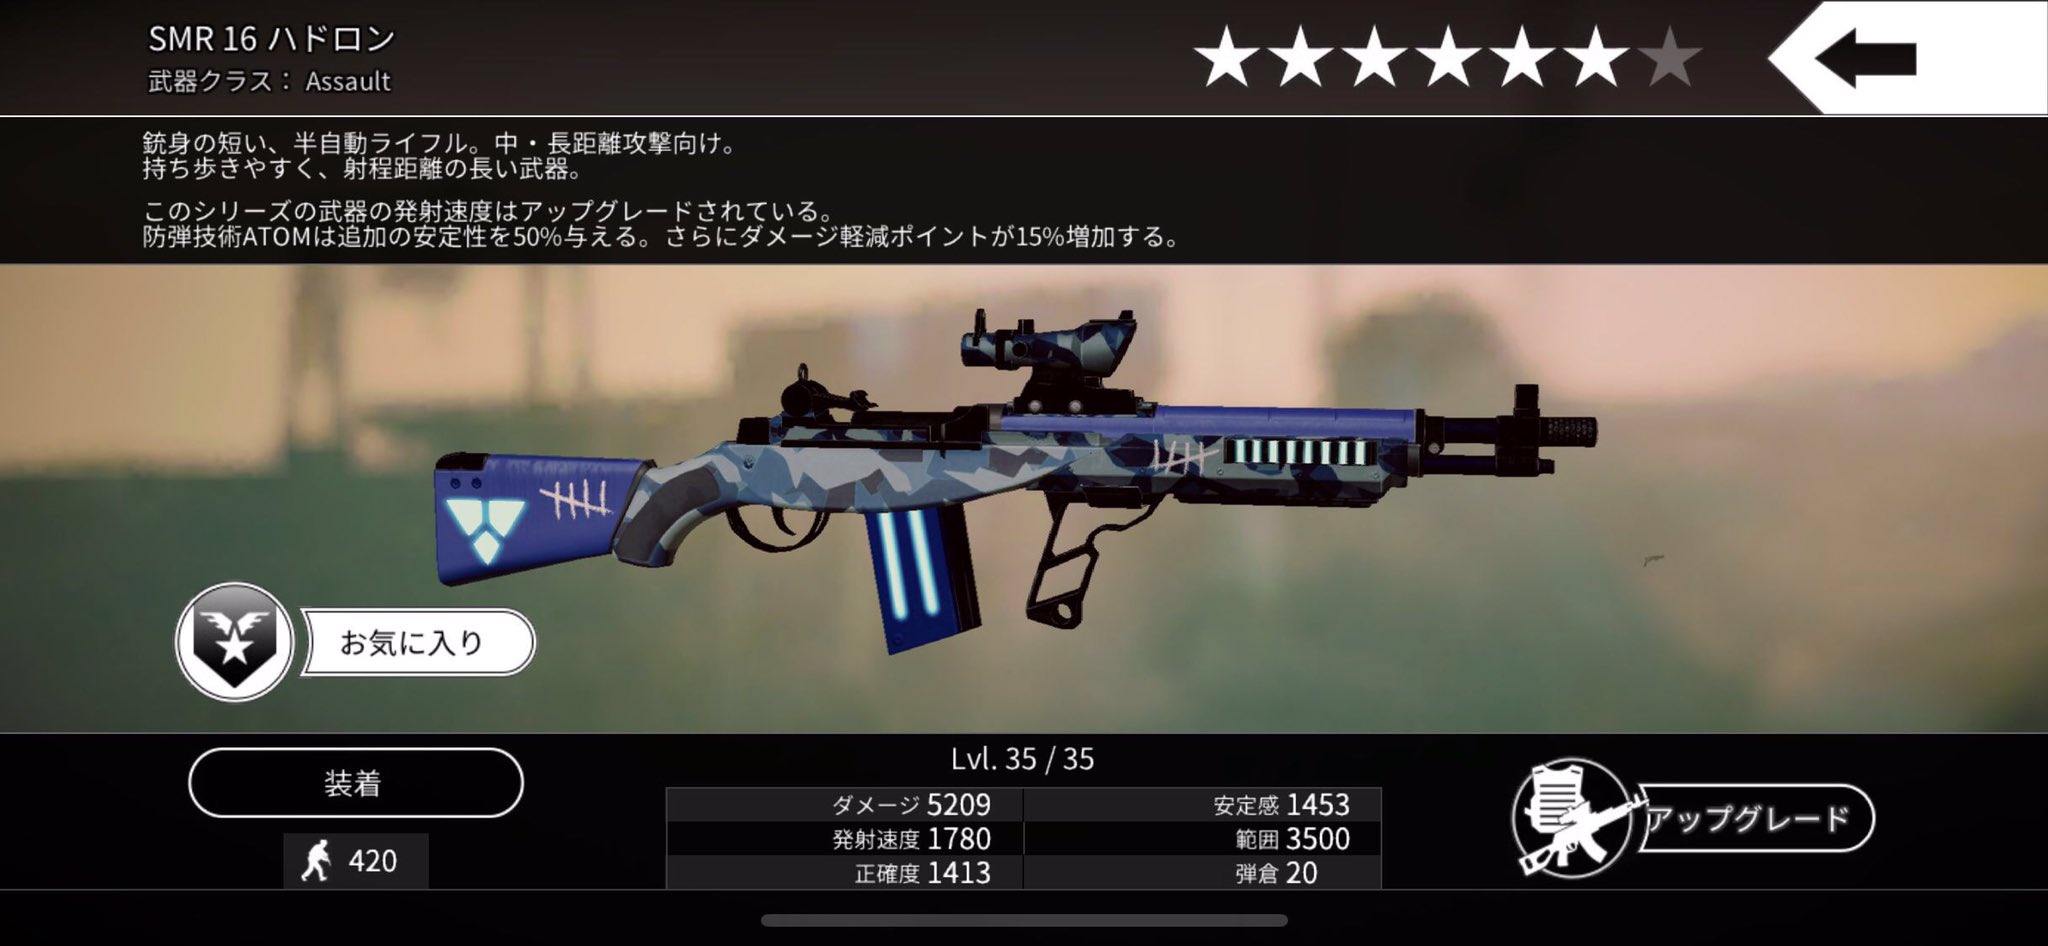 SMR 16 ハドロン
武器クラス： Assault
銃身の短い、半自動ライフル。中・長距離攻撃向け。
持ち歩きやすく、射程距離の長い武器。
このシリーズの武器の発射速度はアップグレードされている。
防弾技術ATOMは追加の安定性を50%与える。さらにダメージ軽減ポイントが15%増加する。
お気に入り
装着
420
Lvl. 35 / 35
ダメージ 5209
安定感 1453
発射速度 1780
範囲 3500
正確度 1413
弾倉 20
アップグレード